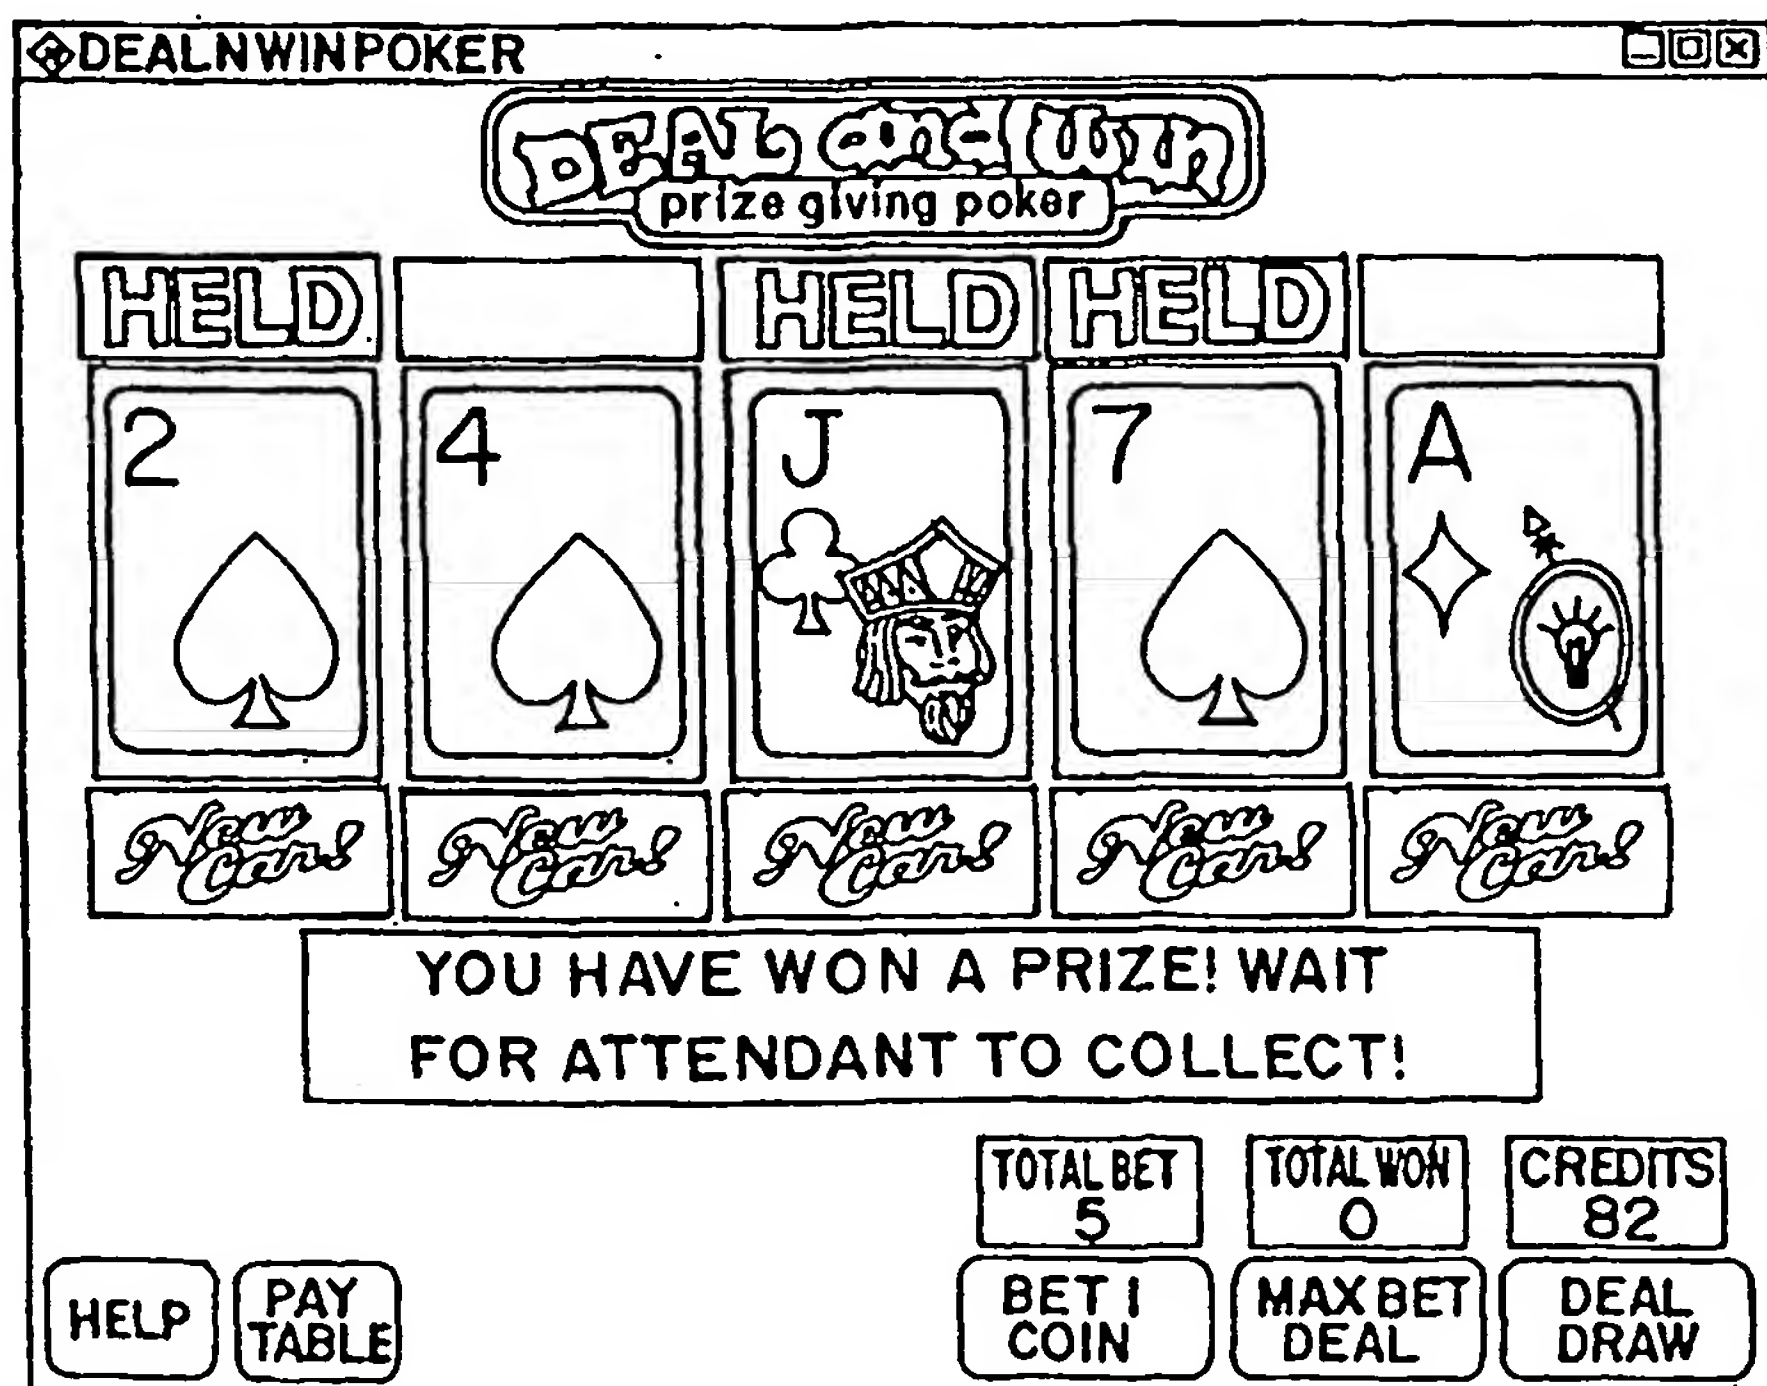 DEALNWINPOKER
DEAL and WIN
prize giving poker
HELD HELD HELD
2 4 J 7 A
New Car! New Car! New Car! New Car! New Car!
YOU HAVE WON A PRIZE! WAIT
FOR ATTENDANT TO COLLECT!
TOTAL BET TOTAL WON CREDITS
5 0 82
HELP
PAY
TABLE
BET 1
COIN
MAX BET
DEAL
DEAL
DRAW